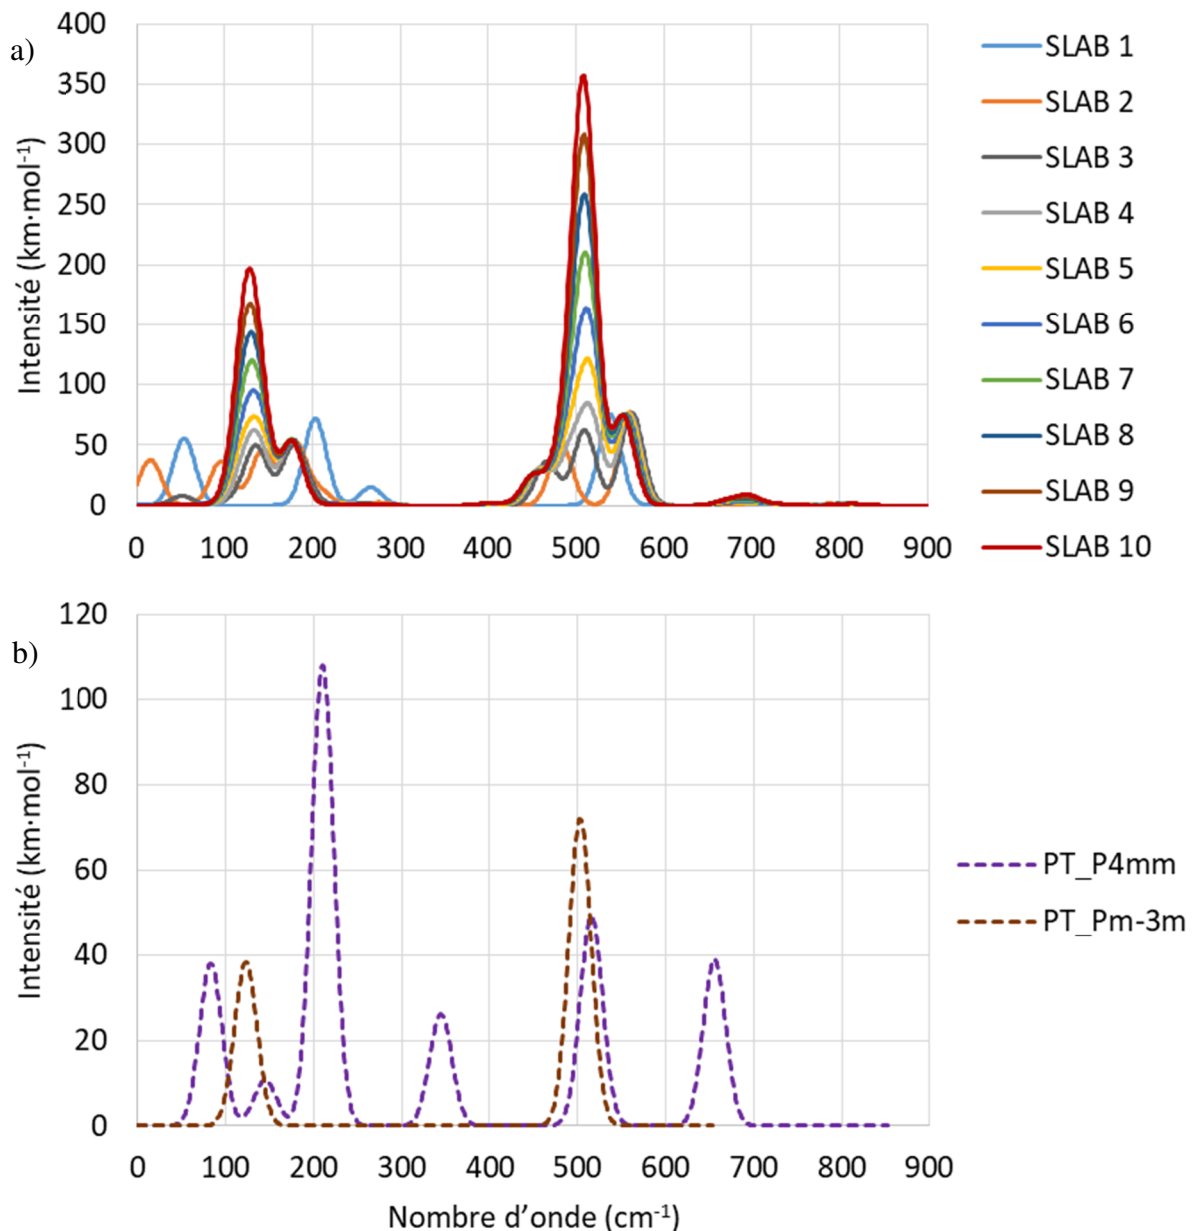 a)
Intensité (km·mol⁻¹)
400
350
300
250
200
150
100
50
0
0 100 200 300 400 500 600 700 800 900
SLAB 1
SLAB 2
SLAB 3
SLAB 4
SLAB 5
SLAB 6
SLAB 7
SLAB 8
SLAB 9
SLAB 10
b)
Intensité (km·mol⁻¹)
120
100
80
60
40
20
0
0 100 200 300 400 500 600 700 800 900
Nombre d’onde (cm⁻¹)
PT_P4mm
PT_Pm-3m